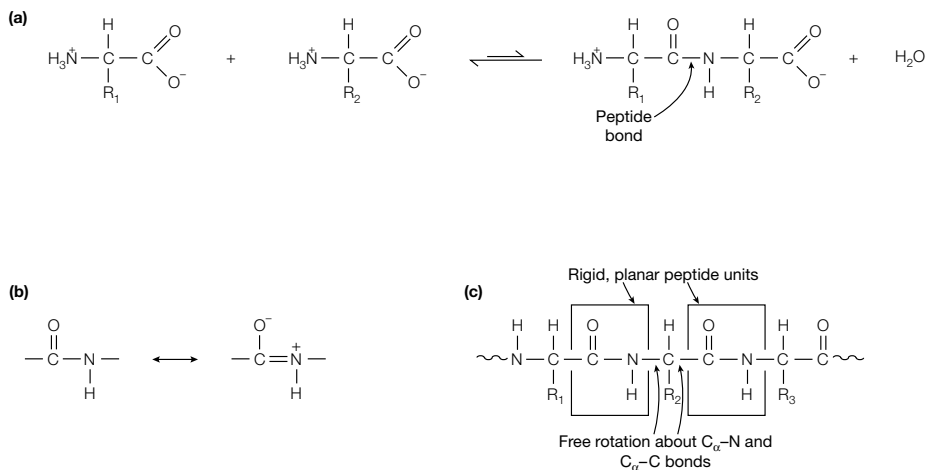 (a)
H H O H H O
H₃N⁺ C C O O⁻ + H₃N⁺ C C O O⁻ ⇌ H₃N⁺ C C N C C O O⁻ + H₂O
R₁ R₂ R₁ H R₂
Peptide
bond
(b)
O O⁻
C N ↔ C N⁺
H H
(c)
Rigid, planar peptide units
H H O H O H O
N C C N C C N C C
R₁ H R₂ H R₃
Free rotation about Cα–N and
Cα–C bonds